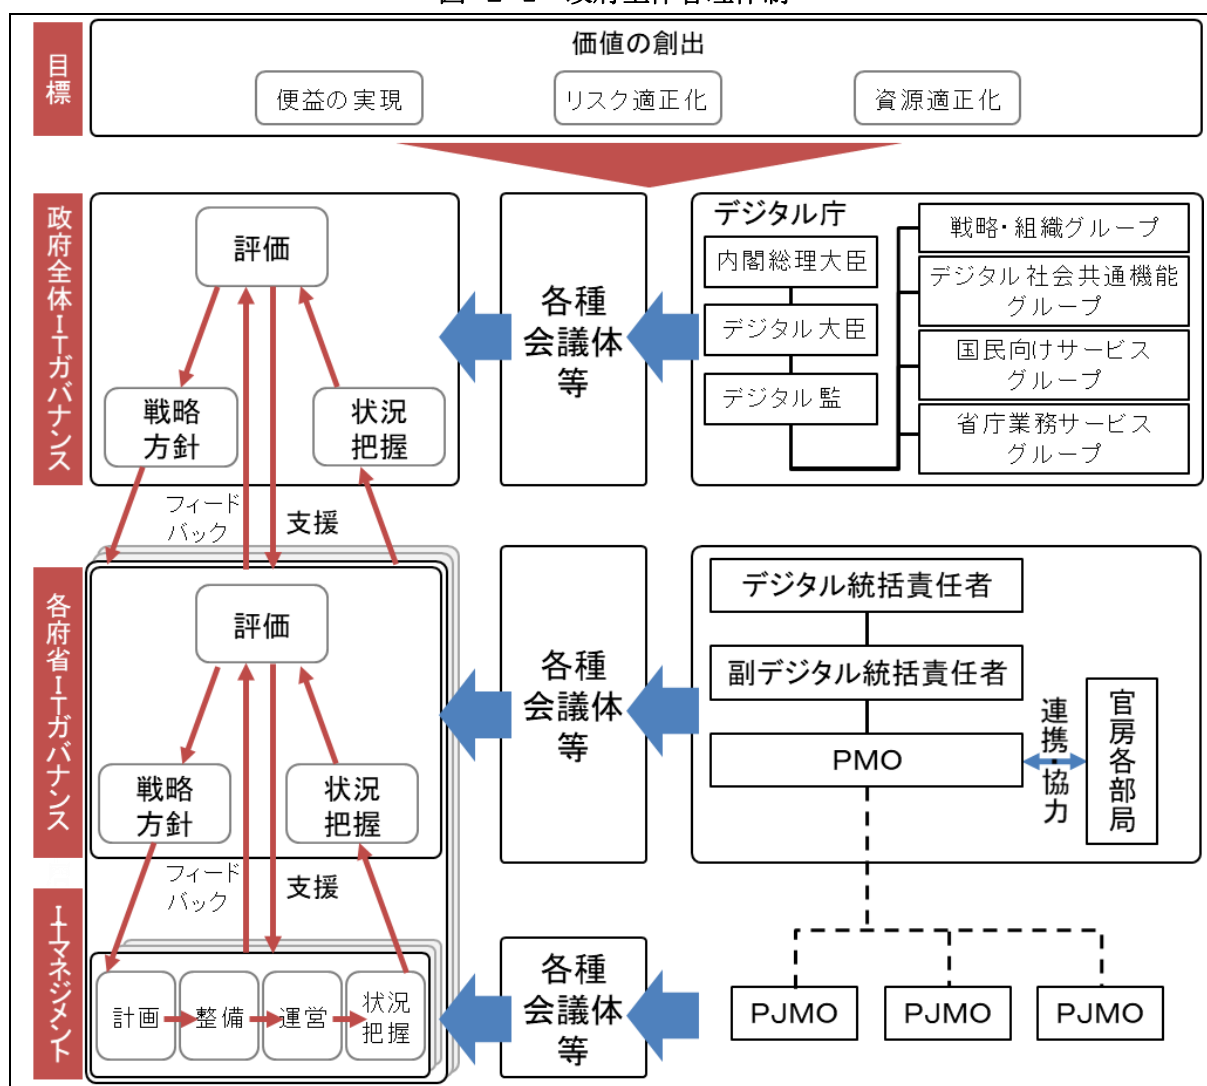 目標
価値の創出
便益の実現
リスク適正化
資源適正化
政府全体ITガバナンス
評価
戦略
方針
状況
把握
各種
会議体
等
デジタル庁
内閣総理大臣
デジタル大臣
デジタル監
戦略・組織グループ
デジタル社会共通機能
グループ
国民向けサービス
グループ
省庁業務サービス
グループ
フィード
バック
支援
各府省ITガバナンス
評価
戦略
方針
状況
把握
各種
会議体
等
デジタル統括責任者
副デジタル統括責任者
PMO
連携・協力
官房各部局
フィード
バック
支援
ITマネジメント
計画
整備
運営
状況
把握
各種
会議体
等
PJMO
PJMO
PJMO